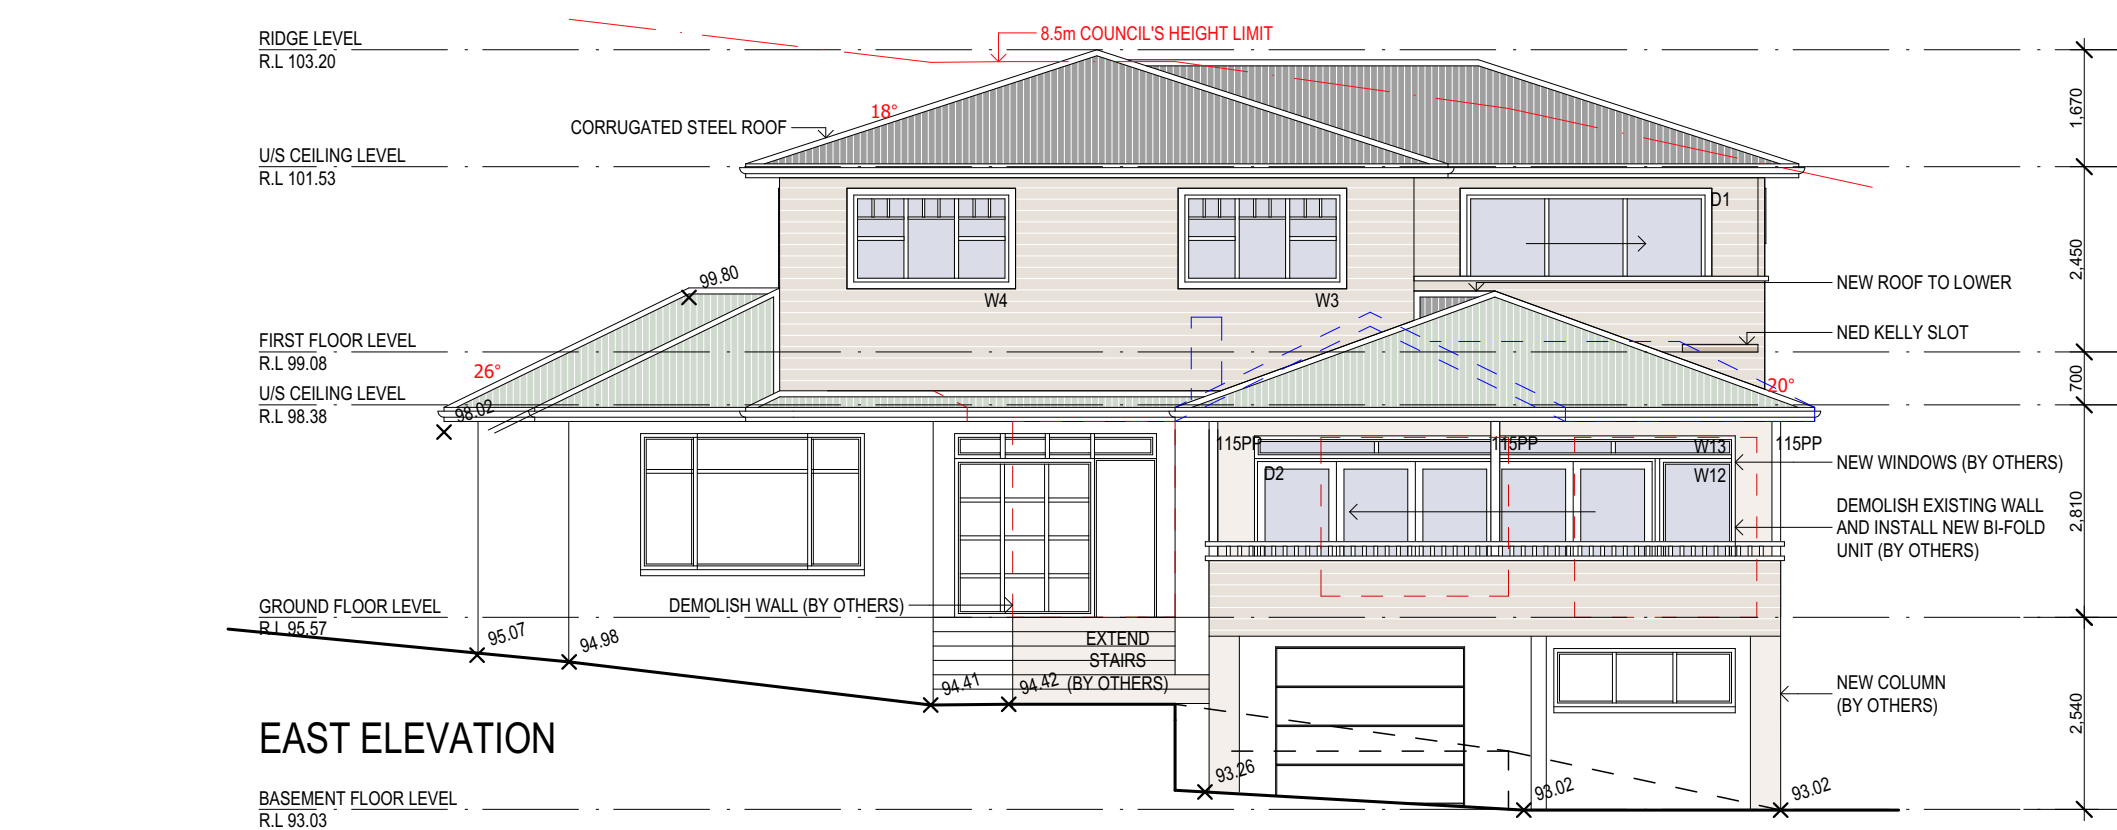 8.5m COUNCIL'S HEIGHT LIMIT
RIDGE LEVEL
R.L 103.20
18°
CORRUGATED STEEL ROOF
1,670
U/S CEILING LEVEL
R.L 101.53
D1
2,450
99.80
W4
W3
NEW ROOF TO LOWER
NED KELLY SLOT
FIRST FLOOR LEVEL
R.L 99.08
26°
20°
700
U/S CEILING LEVEL
R.L 98.38
98.02
115PP
115PP
115PP
W13
D2
W12
NEW WINDOWS (BY OTHERS)
DEMOLISH EXISTING WALL
AND INSTALL NEW BI-FOLD
UNIT (BY OTHERS)
2,810
GROUND FLOOR LEVEL
R.L 95.57
DEMOLISH WALL (BY OTHERS)
95.07
94.98
EXTEND
STAIRS
(BY OTHERS)
94.41
94.42
NEW COLUMN
(BY OTHERS)
2,540
EAST ELEVATION
93.26
93.02
93.02
BASEMENT FLOOR LEVEL
R.L 93.03